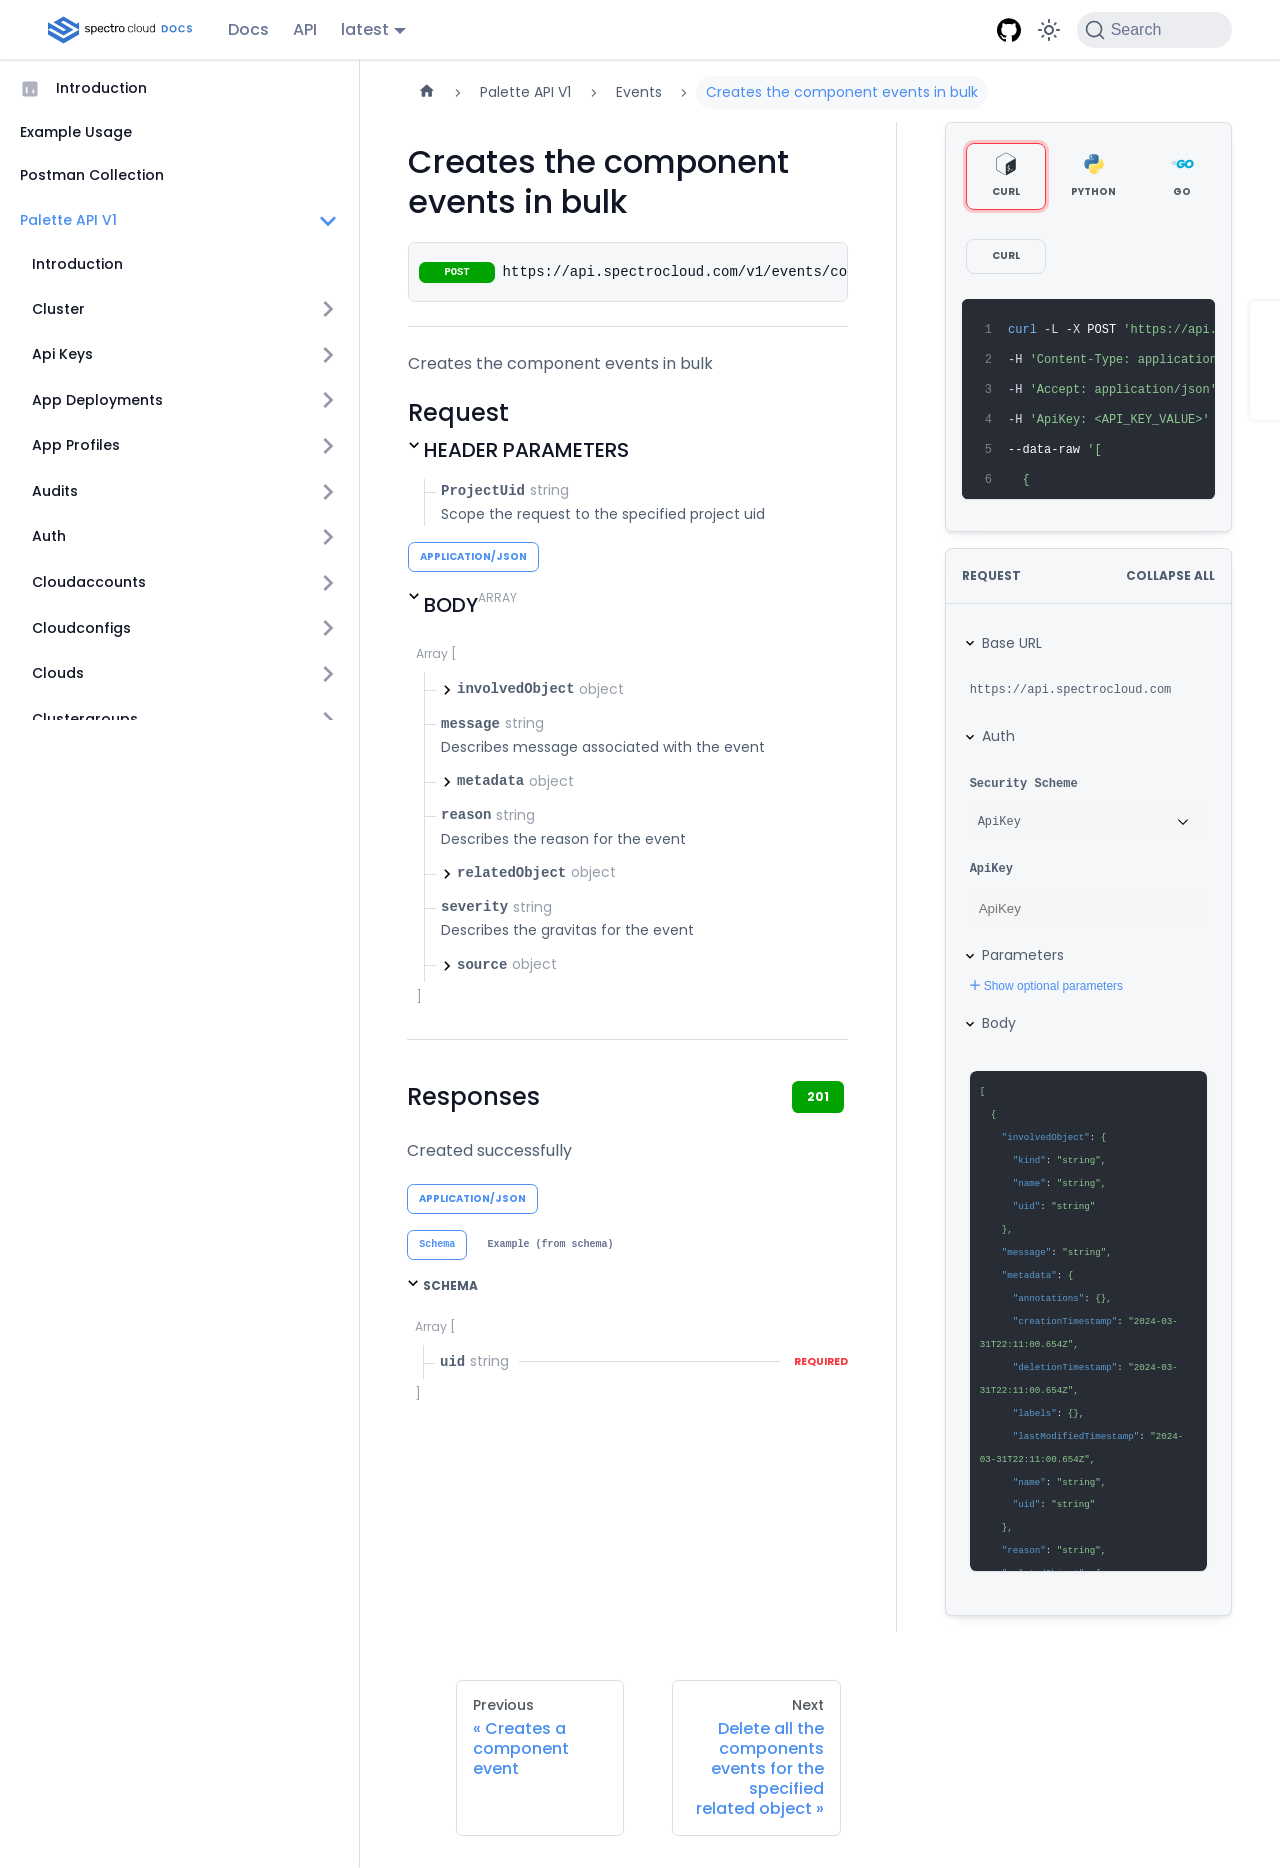 spectro cloud DOCS
Docs
API
latest
Search
Introduction
Example Usage
Postman Collection
Palette API V1
Introduction
Cluster
Api Keys
App Deployments
App Profiles
Audits
Auth
Cloudaccounts
Cloudconfigs
Clouds
Clustergroups
Palette API V1
Events
Creates the component events in bulk
Creates the component
events in bulk
POST https://api.spectrocloud.com/v1/events/co
Creates the component events in bulk
Request
HEADER PARAMETERS
ProjectUid string
Scope the request to the specified project uid
APPLICATION/JSON
BODY ARRAY
Array [
involvedObject object
message string
Describes message associated with the event
metadata object
reason string
Describes the reason for the event
relatedObject object
severity string
Describes the gravitas for the event
source object
]
Responses
201
Created successfully
APPLICATION/JSON
Schema
Example (from schema)
SCHEMA
Array [
uid string REQUIRED
]
CURL
PYTHON
GO
CURL
1 curl -L -X POST 'https://api.
2 -H 'Content-Type: application
3 -H 'Accept: application/json'
4 -H 'ApiKey: <API_KEY_VALUE>'
5 --data-raw '[
6 {
REQUEST
COLLAPSE ALL
Base URL
https://api.spectrocloud.com
Auth
Security Scheme
ApiKey
ApiKey
ApiKey
Parameters
Show optional parameters
Body
[
{
"involvedObject": {
"kind": "string",
"name": "string",
"uid": "string"
},
"message": "string",
"metadata": {
"annotations": {},
"creationTimestamp": "2024-03-
31T22:11:00.654Z",
"deletionTimestamp": "2024-03-
31T22:11:00.654Z",
"labels": {},
"lastModifiedTimestamp": "2024-
03-31T22:11:00.654Z",
"name": "string",
"uid": "string"
},
"reason": "string",
Previous
« Creates a
component
event
Next
Delete all the
components
events for the
specified
related object »